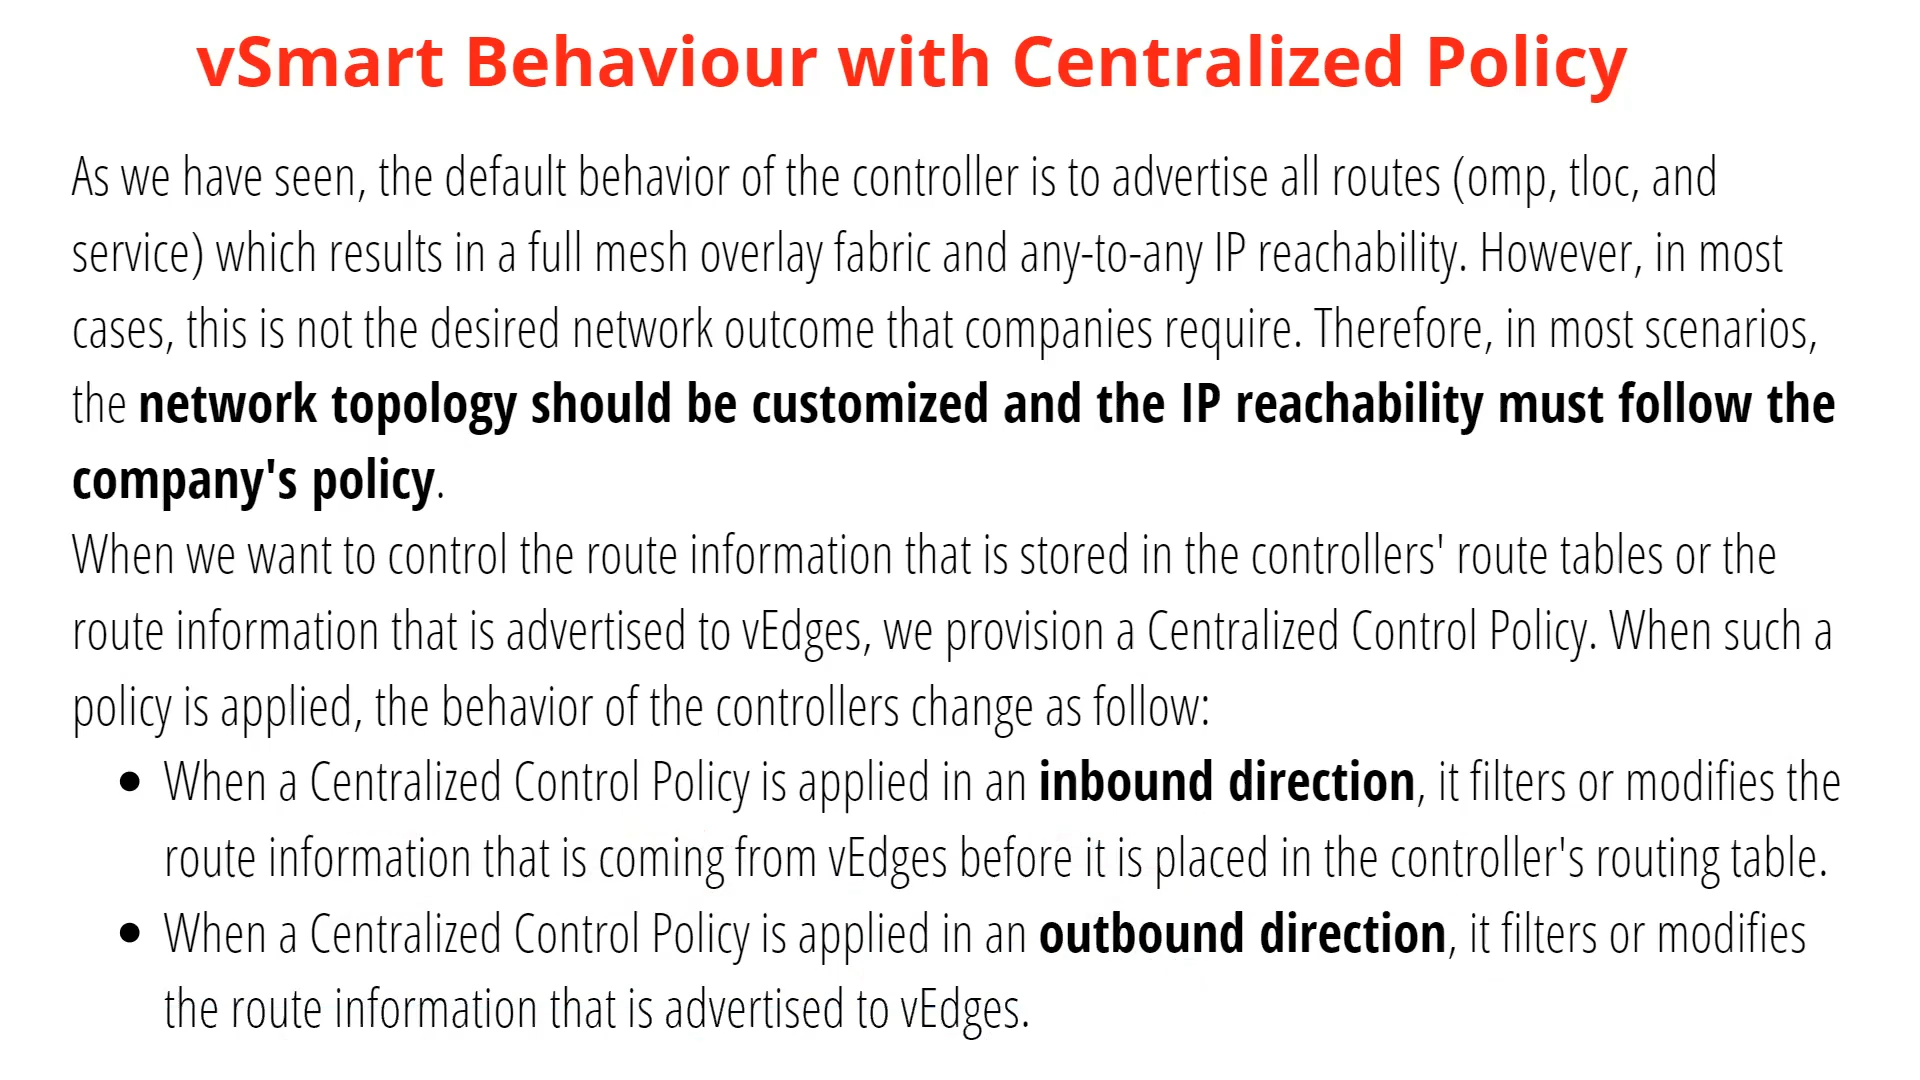 vSmart Behaviour with Centralized Policy
As we have seen, the default behavior of the controller is to advertise all routes (omp, tloc, and
service) which results in a full mesh overlay fabric and any-to-any IP reachability. However, in most
cases, this is not the desired network outcome that companies require. Therefore, in most scenarios,
the network topology should be customized and the IP reachability must follow the
company's policy.
When we want to control the route information that is stored in the controllers' route tables or the
route information that is advertised to vEdges, we provision a Centralized Control Policy. When such a
policy is applied, the behavior of the controllers change as follow:
• When a Centralized Control Policy is applied in an inbound direction, it filters or modifies the
route information that is coming from vEdges before it is placed in the controller's routing table.
• When a Centralized Control Policy is applied in an outbound direction, it filters or modifies
the route information that is advertised to vEdges.